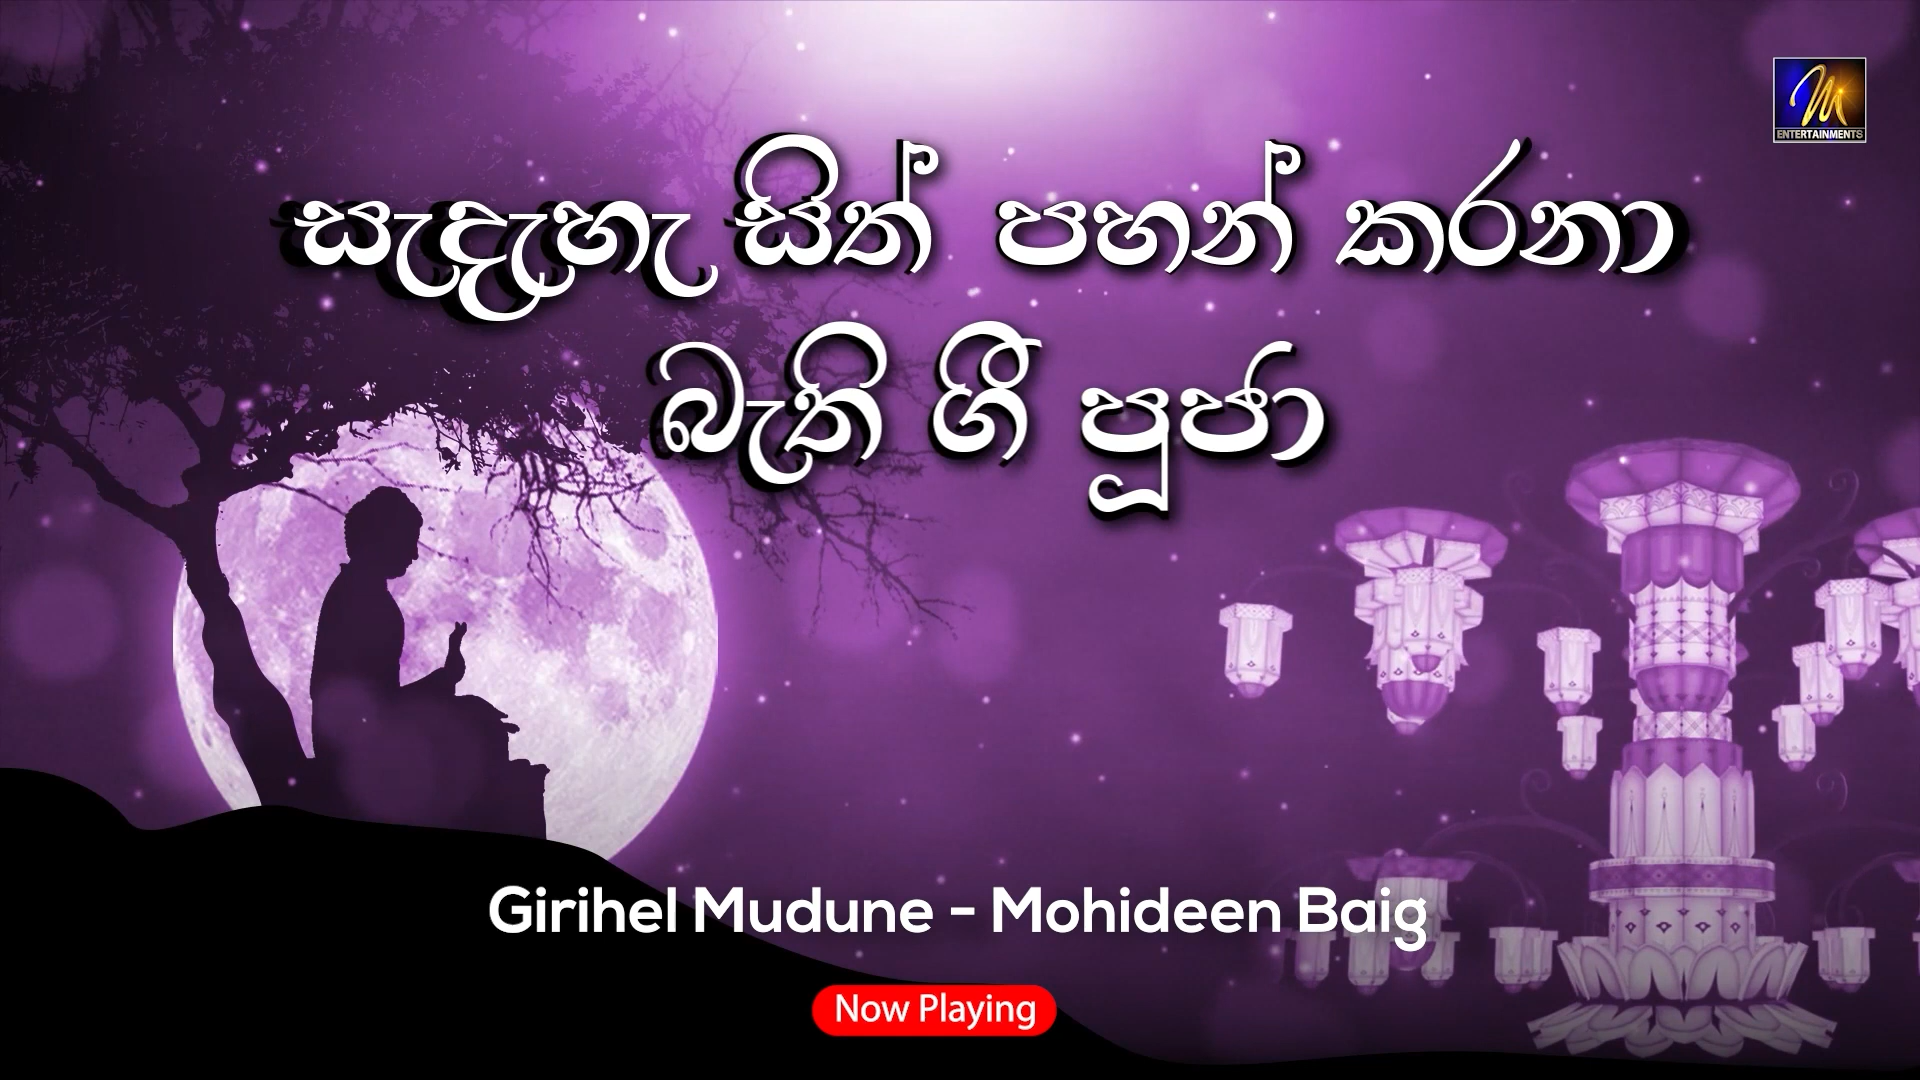 M
ENTERTAINMENTS
සැදැහැ සිත් පහන් කරනා
බැති ගී පූජා
Girihel Mudune - Mohideen Baig
Now Playing